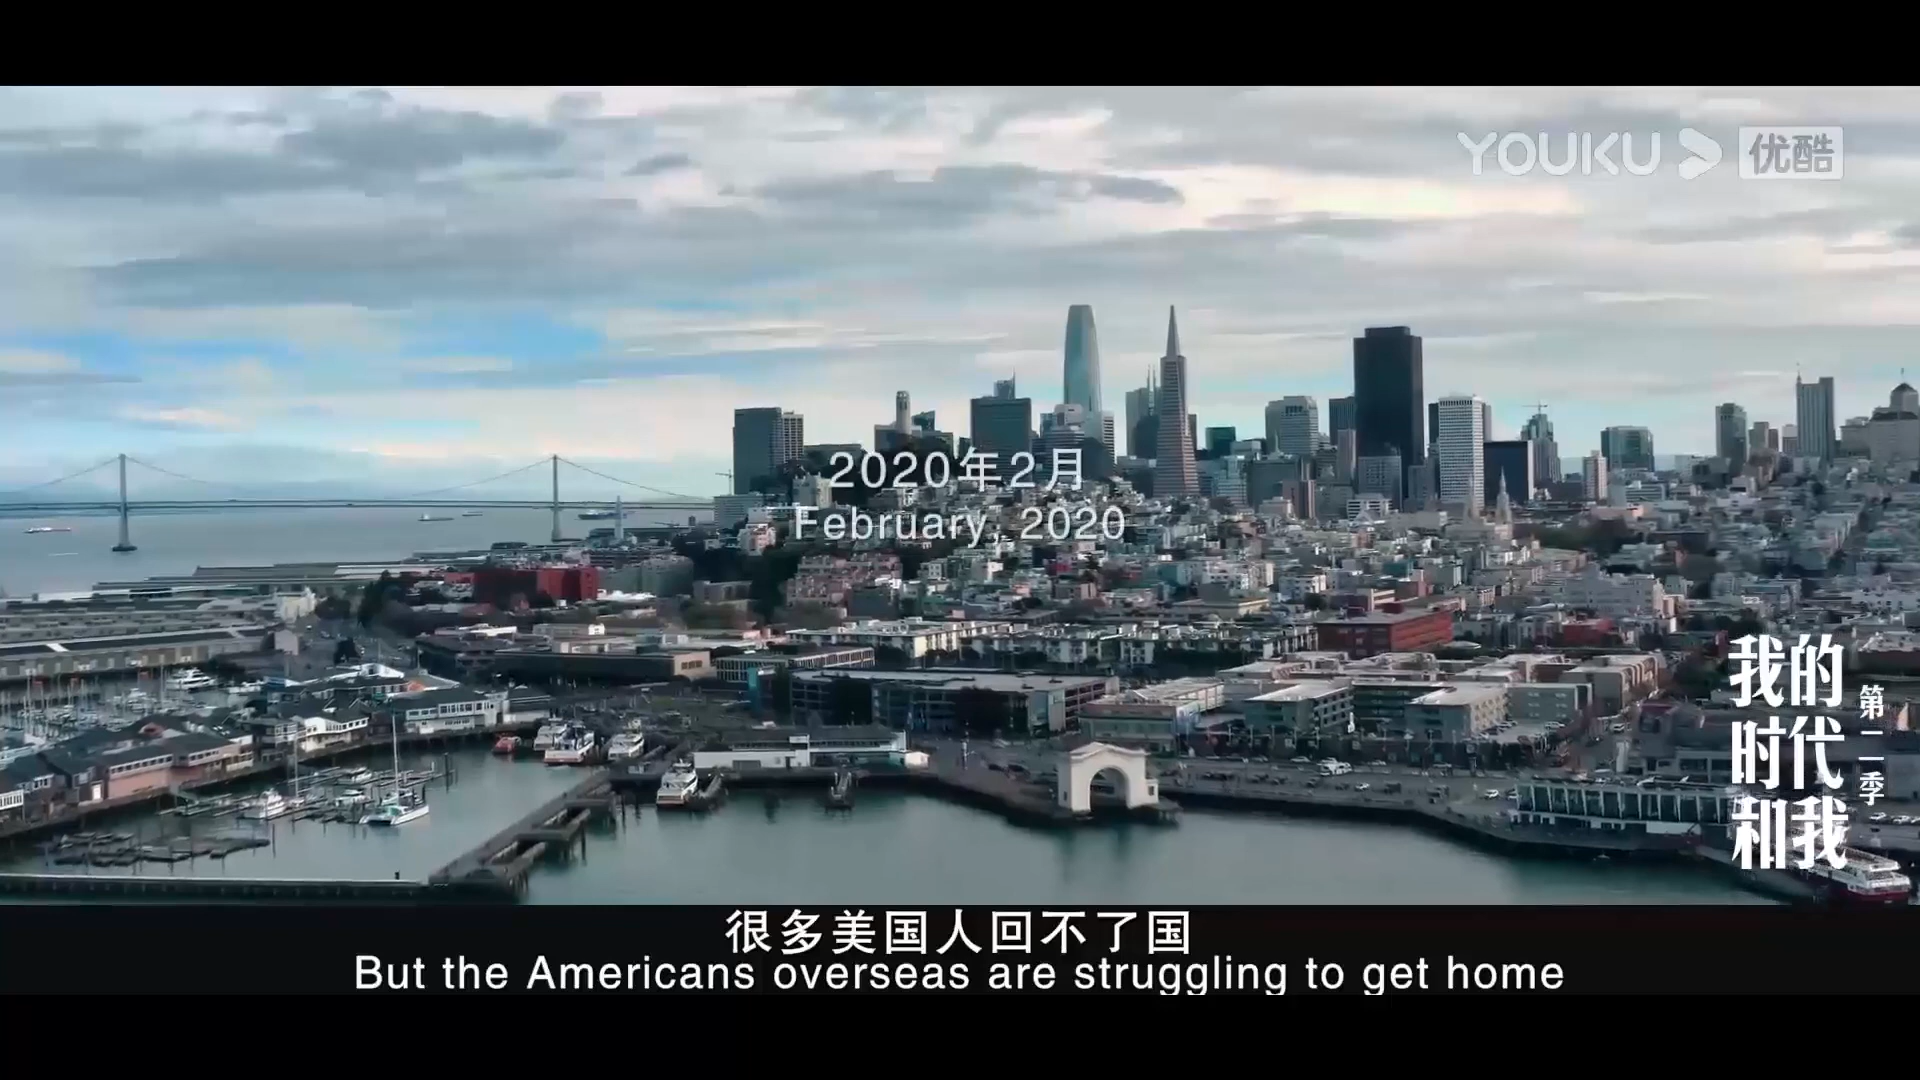 YOUKU 优酷
2020年2月
February, 2020
我的
时代
和我
第二季
很多美国人回不了国
But the Americans overseas are struggling to get home